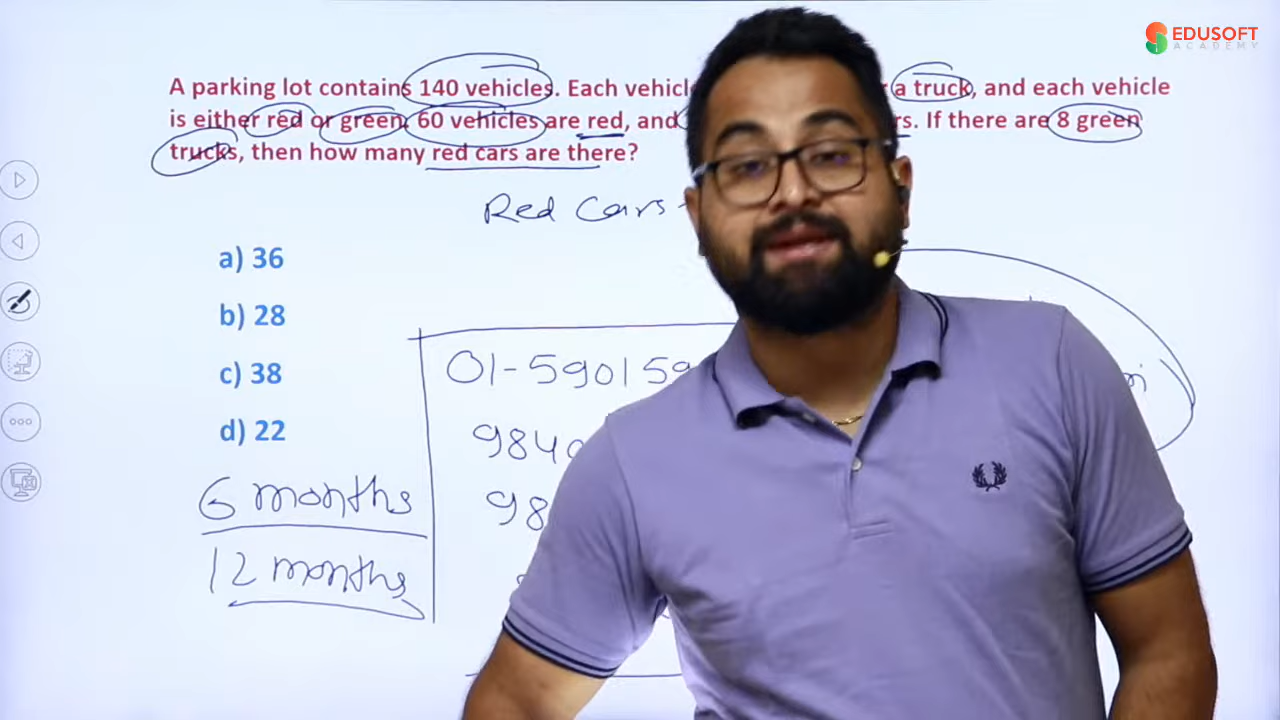 EDUSOFT
ACADEMY
A parking lot contains 140 vehicles. Each a truck, and each vehicle
is either red or green. 60 vehicles are red, and If there are 8 green
trucks, then how many red cars are there?
Red Cars
a) 36
b) 28
c) 38
d) 22
01-590159
984
98
6 months
12 months